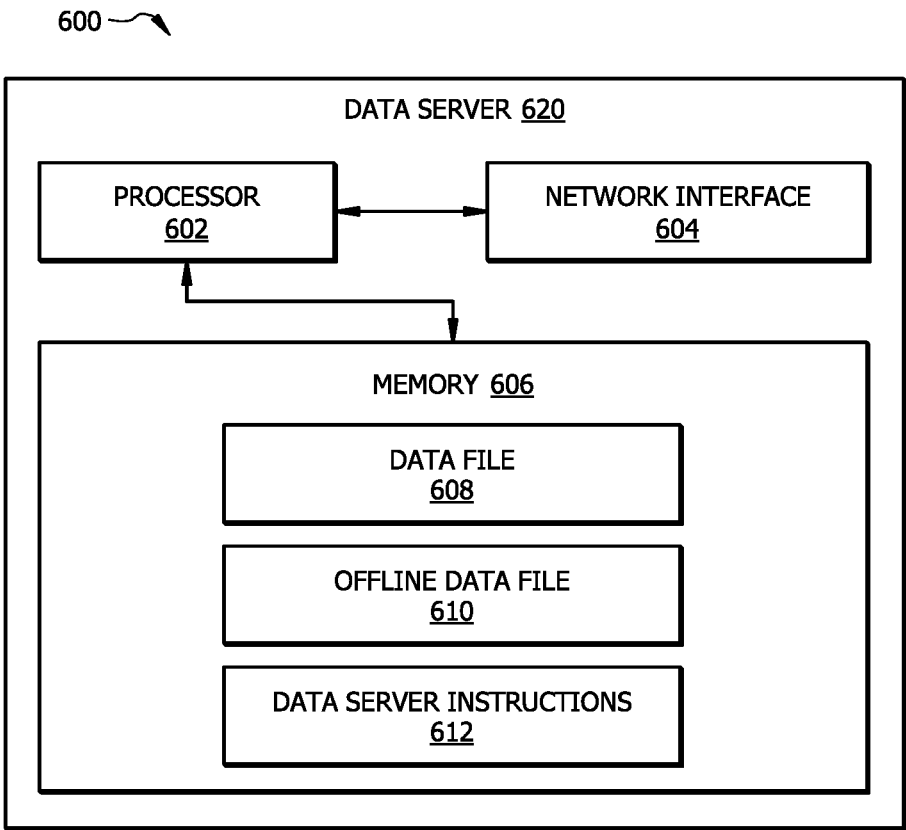 600
DATA SERVER 620
PROCESSOR
602
NETWORK INTERFACE
604
MEMORY 606
DATA FILE
608
OFFLINE DATA FILE
610
DATA SERVER INSTRUCTIONS
612